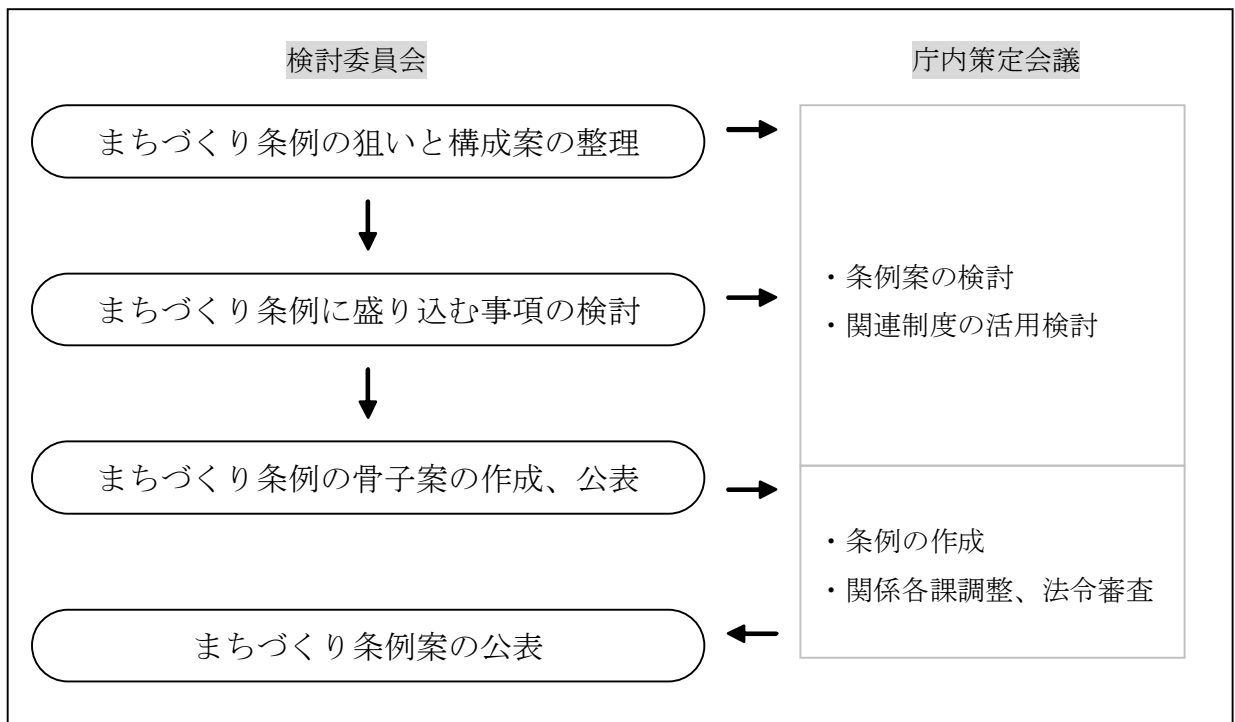 検討委員会
庁内策定会議
まちづくり条例の狙いと構成案の整理
まちづくり条例に盛り込む事項の検討
・条例案の検討
・関連制度の活用検討
まちづくり条例の骨子案の作成、公表
・条例の作成
・関係各課調整、法令審査
まちづくり条例案の公表